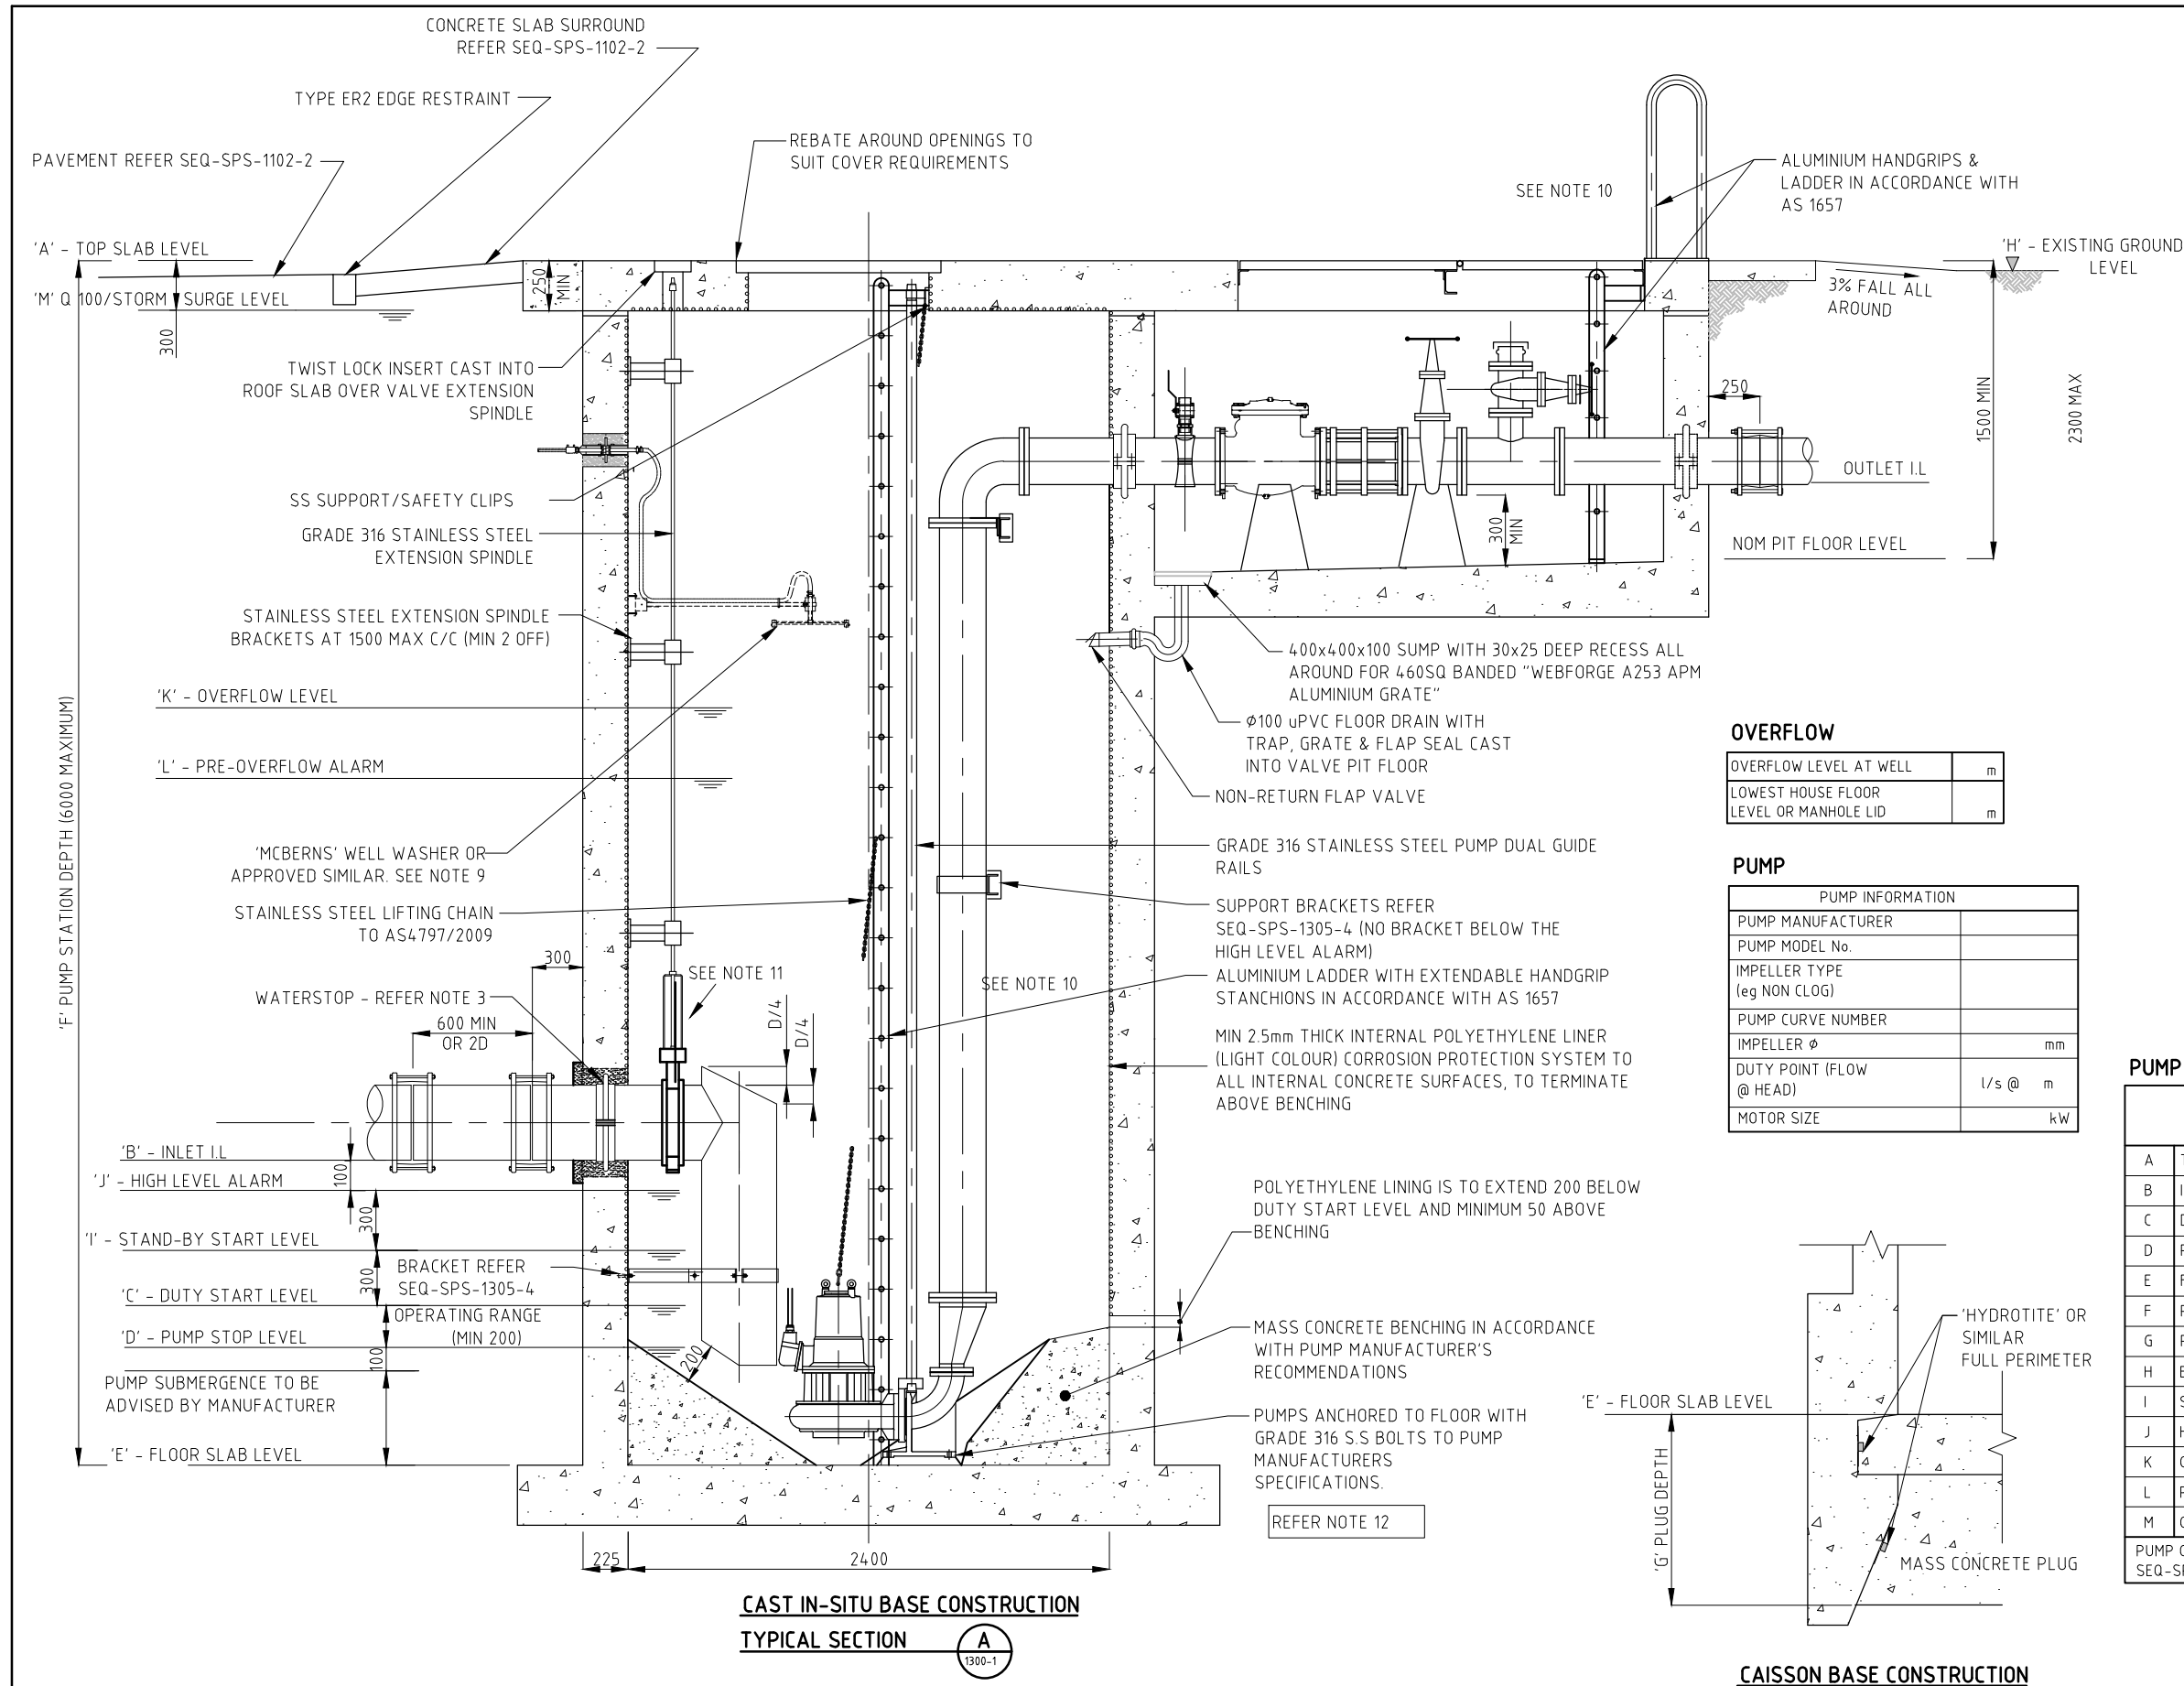 CONCRETE SLAB SURROUND
REFER SEQ-SPS-1102-2
TYPE ER2 EDGE RESTRAINT
PAVEMENT REFER SEQ-SPS-1102-2
REBATE AROUND OPENINGS TO
SUIT COVER REQUIREMENTS
SEE NOTE 10
ALUMINIUM HANDGRIPS &
LADDER IN ACCORDANCE WITH
AS 1657
'A' - TOP SLAB LEVEL
'M' Q 100/STORM SURGE LEVEL
300
250
MIN
'H' - EXISTING GROUND
LEVEL
3% FALL ALL
AROUND
TWIST LOCK INSERT CAST INTO
ROOF SLAB OVER VALVE EXTENSION
SPINDLE
250
1500 MIN
2300 MAX
OUTLET I.L
SS SUPPORT/SAFETY CLIPS
GRADE 316 STAINLESS STEEL
EXTENSION SPINDLE
300
MIN
NOM PIT FLOOR LEVEL
STAINLESS STEEL EXTENSION SPINDLE
BRACKETS AT 1500 MAX C/C (MIN 2 OFF)
400x400x100 SUMP WITH 30x25 DEEP RECESS ALL
AROUND FOR 460SQ BANDED "WEBFORGE A253 APM
ALUMINIUM GRATE"
'K' - OVERFLOW LEVEL
Ø100 uPVC FLOOR DRAIN WITH
TRAP, GRATE & FLAP SEAL CAST
INTO VALVE PIT FLOOR
'L' - PRE-OVERFLOW ALARM
NON-RETURN FLAP VALVE
'F' PUMP STATION DEPTH (6000 MAXIMUM)
'MCBERNS' WELL WASHER OR
APPROVED SIMILAR. SEE NOTE 9
GRADE 316 STAINLESS STEEL PUMP DUAL GUIDE
RAILS
STAINLESS STEEL LIFTING CHAIN
TO AS4797/2009
SUPPORT BRACKETS REFER
SEQ-SPS-1305-4 (NO BRACKET BELOW THE
HIGH LEVEL ALARM)
300
SEE NOTE 11
SEE NOTE 10
ALUMINIUM LADDER WITH EXTENDABLE HANDGRIP
STANCHIONS IN ACCORDANCE WITH AS 1657
WATERSTOP - REFER NOTE 3
600 MIN
OR 2D
D/4
D/4
MIN 2.5mm THICK INTERNAL POLYETHYLENE LINER
(LIGHT COLOUR) CORROSION PROTECTION SYSTEM TO
ALL INTERNAL CONCRETE SURFACES, TO TERMINATE
ABOVE BENCHING
'B' - INLET I.L
100
'J' - HIGH LEVEL ALARM
300
'I' - STAND-BY START LEVEL
300
BRACKET REFER
SEQ-SPS-1305-4
'C' - DUTY START LEVEL
OPERATING RANGE
(MIN 200)
'D' - PUMP STOP LEVEL
100
200
PUMP SUBMERGENCE TO BE
ADVISED BY MANUFACTURER
'E' - FLOOR SLAB LEVEL
POLYETHYLENE LINING IS TO EXTEND 200 BELOW
DUTY START LEVEL AND MINIMUM 50 ABOVE
BENCHING
MASS CONCRETE BENCHING IN ACCORDANCE
WITH PUMP MANUFACTURER'S
RECOMMENDATIONS
PUMPS ANCHORED TO FLOOR WITH
GRADE 316 S.S BOLTS TO PUMP
MANUFACTURERS
SPECIFICATIONS.
REFER NOTE 12
225
2400
CAST IN-SITU BASE CONSTRUCTION
TYPICAL SECTION
A
1300-1
OVERFLOW
OVERFLOW LEVEL AT WELL m
LOWEST HOUSE FLOOR
LEVEL OR MANHOLE LID m
PUMP
PUMP INFORMATION
PUMP MANUFACTURER
PUMP MODEL No.
IMPELLER TYPE
(eg NON CLOG)
PUMP CURVE NUMBER
IMPELLER Ø mm
DUTY POINT (FLOW
@ HEAD) l/s @ m
MOTOR SIZE kW
'HYDROTITE' OR
SIMILAR
FULL PERIMETER
'E' - FLOOR SLAB LEVEL
'G' PLUG DEPTH
MASS CONCRETE PLUG
CAISSON BASE CONSTRUCTION
PUMP
A
B
C
D
E
F
G
H
I
J
K
L
M
PUMP